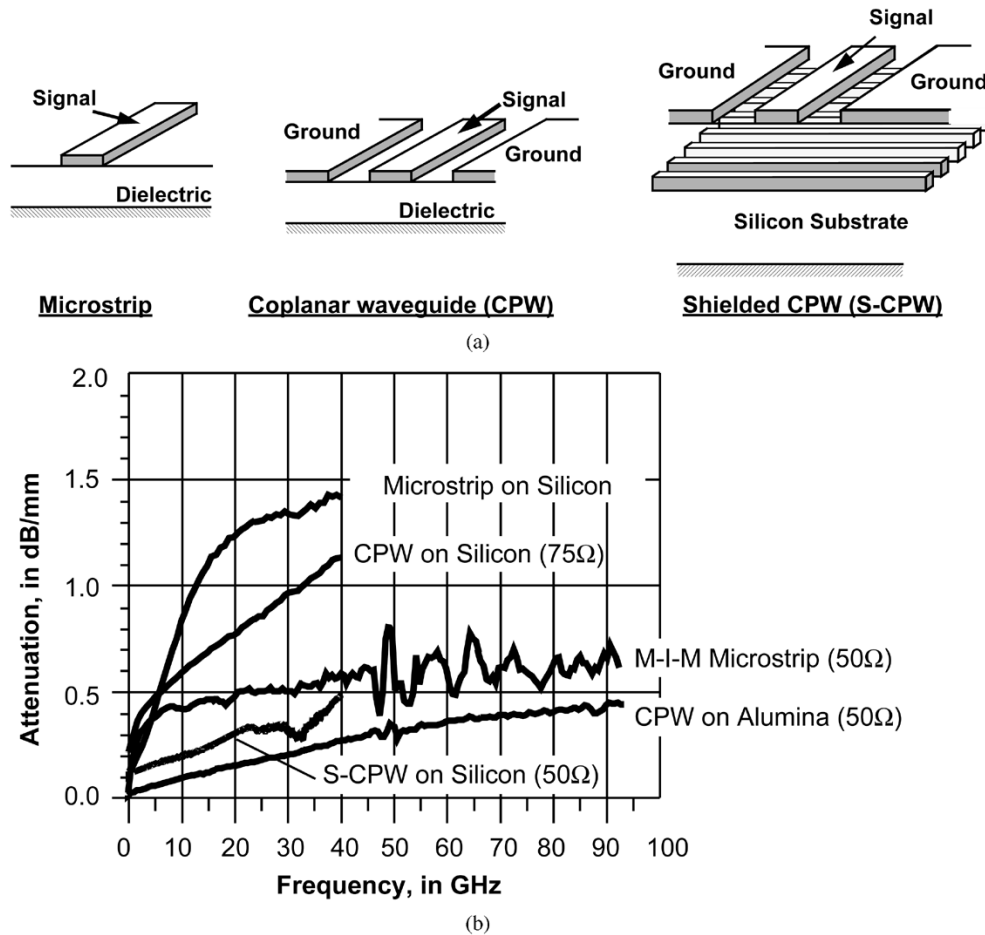 Signal
Dielectric
Microstrip
Ground
Signal
Ground
Dielectric
Coplanar waveguide (CPW)
Signal
Ground
Ground
Silicon Substrate
Shielded CPW (S-CPW)
(a)
Attenuation, in dB/mm
2.0
1.5
1.0
0.5
0.0
Microstrip on Silicon
CPW on Silicon (75Ω)
M-I-M Microstrip (50Ω)
CPW on Alumina (50Ω)
S-CPW on Silicon (50Ω)
0 10 20 30 40 50 60 70 80 90 100
Frequency, in GHz
(b)